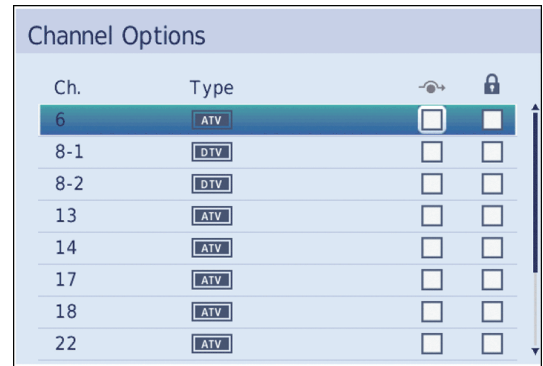 Channel Options
Ch. Type
6 ATV
8-1 DTV
8-2 DTV
13 ATV
14 ATV
17 ATV
18 ATV
22 ATV